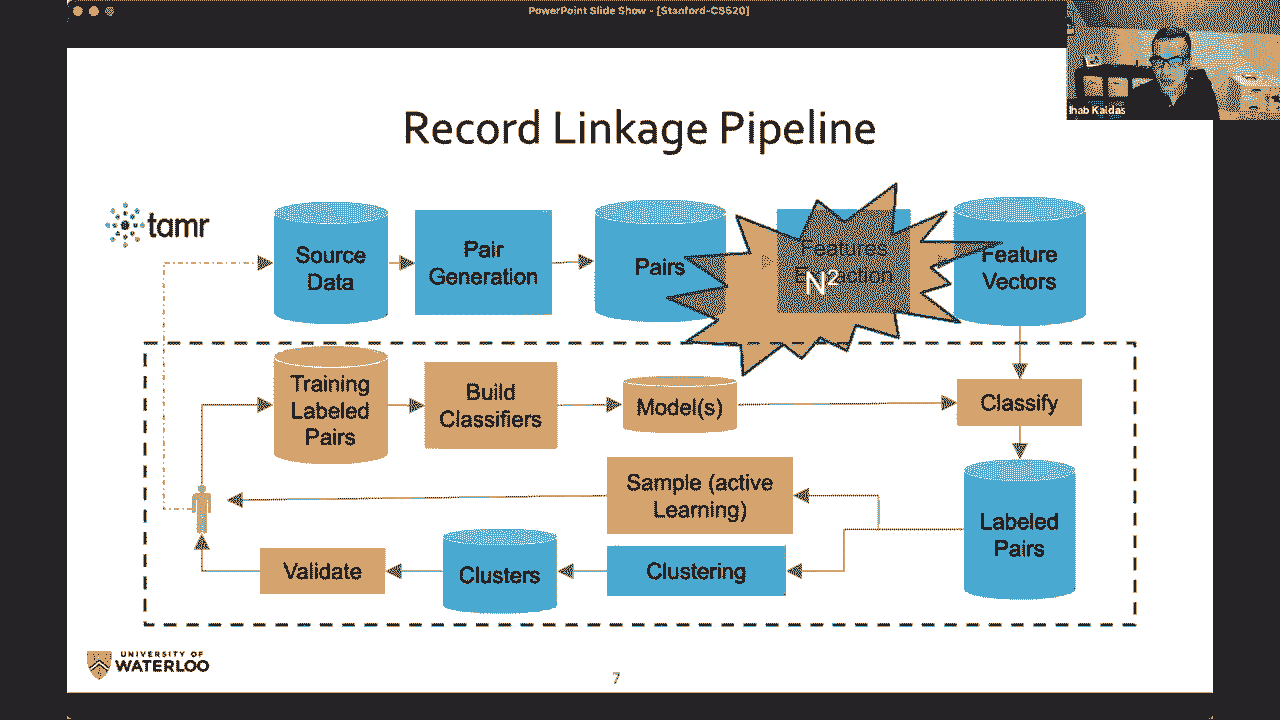 PowerPoint Slide Show - [Stanford-CS520]
hab Kaldas
Record Linkage Pipeline
tamr
Source
Data
Pair
Generation
Pairs
Features
N²
Feature
Vectors
Training
Labeled
Pairs
Build
Classifiers
Model(s)
Classify
Sample (active
Learning)
Labeled
Pairs
Validate
Clusters
Clustering
UNIVERSITY OF
WATERLOO
7